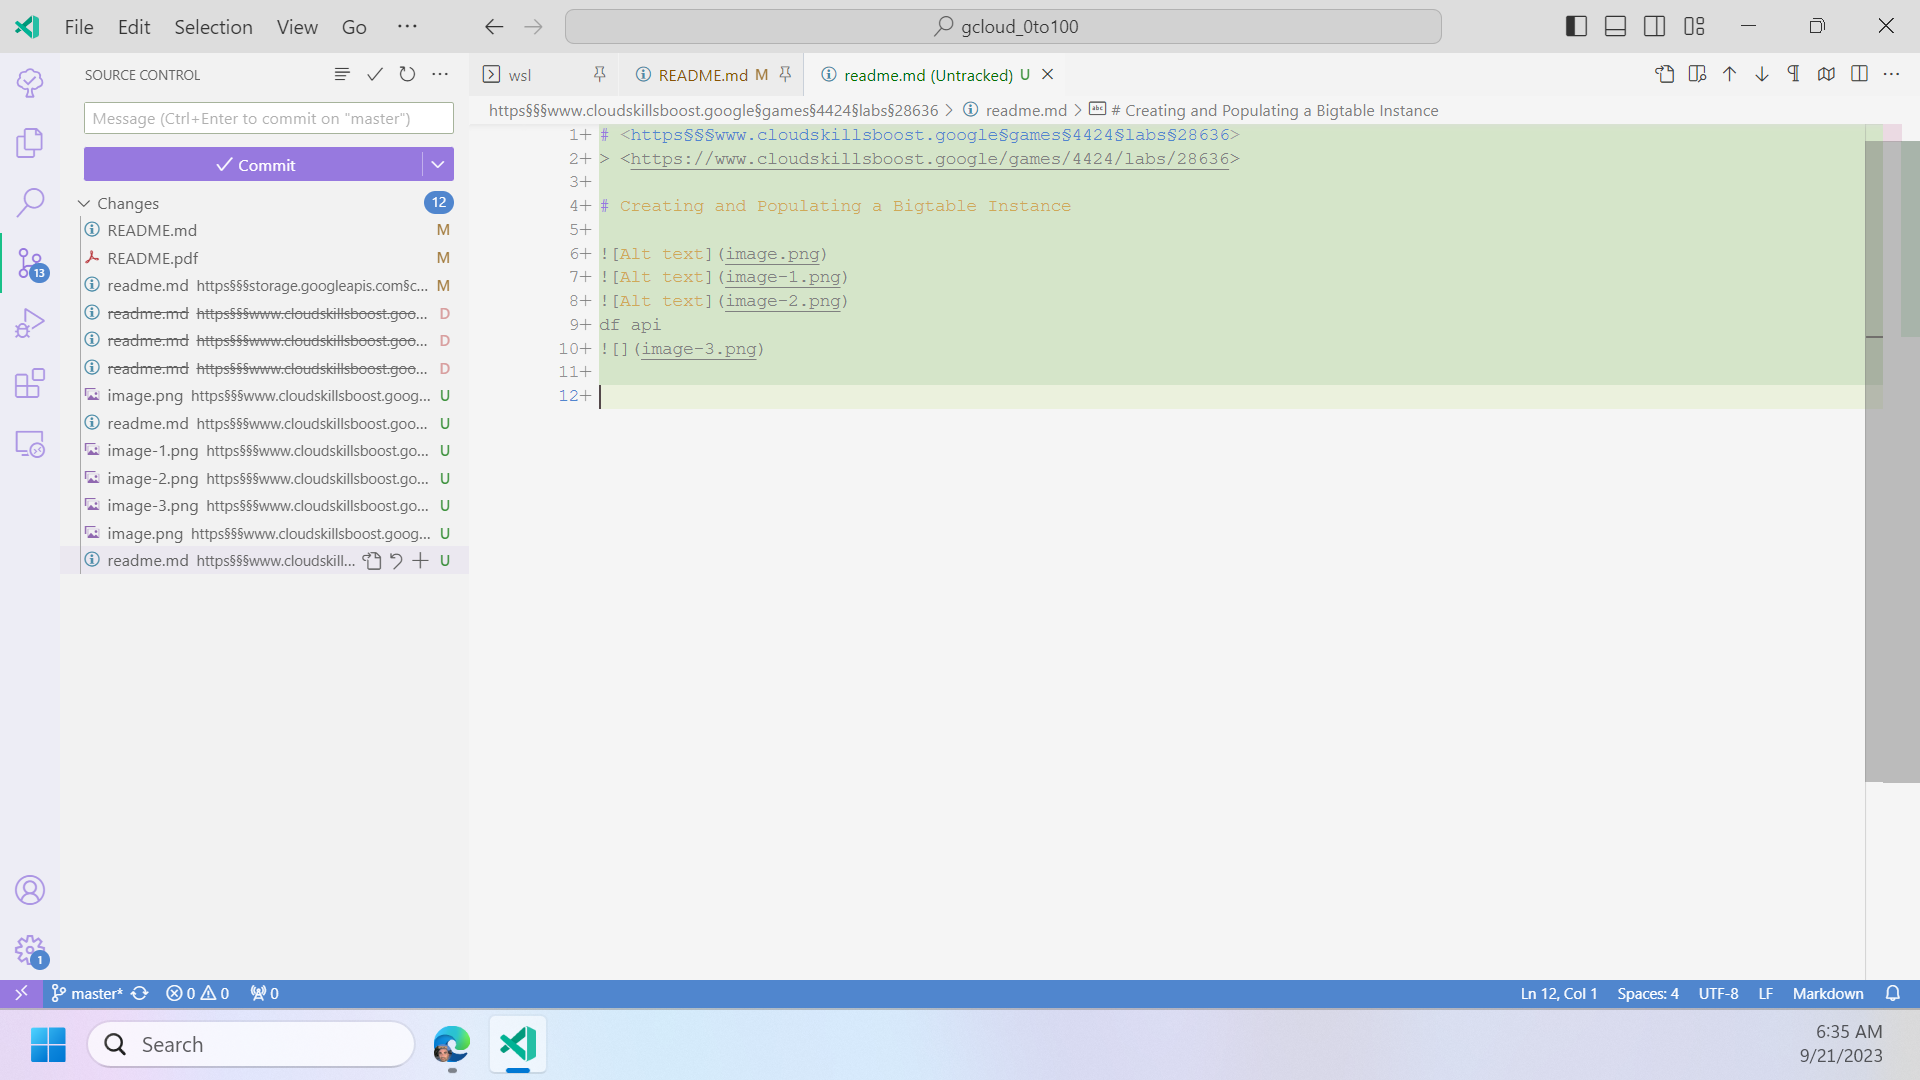 File Edit Selection View Go ···
gcloud_0to100
SOURCE CONTROL
Message (Ctrl+Enter to commit on "master")
Commit
Changes 12
README.md M
README.pdf M
readme.md https§§§storage.googleapis.com§c... M
readme.md https§§§www.cloudskillsboost.goo... D
readme.md https§§§www.cloudskillsboost.goo... D
readme.md https§§§www.cloudskillsboost.goo... D
image.png https§§§www.cloudskillsboost.goog... U
readme.md https§§§www.cloudskillsboost.goo... U
image-1.png https§§§www.cloudskillsboost.go... U
image-2.png https§§§www.cloudskillsboost.go... U
image-3.png https§§§www.cloudskillsboost.go... U
image.png https§§§www.cloudskillsboost.goog... U
readme.md https§§§www.cloudskill... U
13
1
wsl README.md M readme.md (Untracked) U
https§§§www.cloudskillsboost.google§games§4424§labs§28636 > readme.md > abc # Creating and Populating a Bigtable Instance
1+ # <https§§§www.cloudskillsboost.google§games§4424§labs§28636>
2+ > <https://www.cloudskillsboost.google/games/4424/labs/28636>
3+
4+ # Creating and Populating a Bigtable Instance
5+
6+ ![Alt text](image.png)
7+ ![Alt text](image-1.png)
8+ ![Alt text](image-2.png)
9+ df api
10+ ![](image-3.png)
11+
12+
master* 0 0 0 Ln 12, Col 1 Spaces: 4 UTF-8 LF Markdown
Search
6:35 AM
9/21/2023